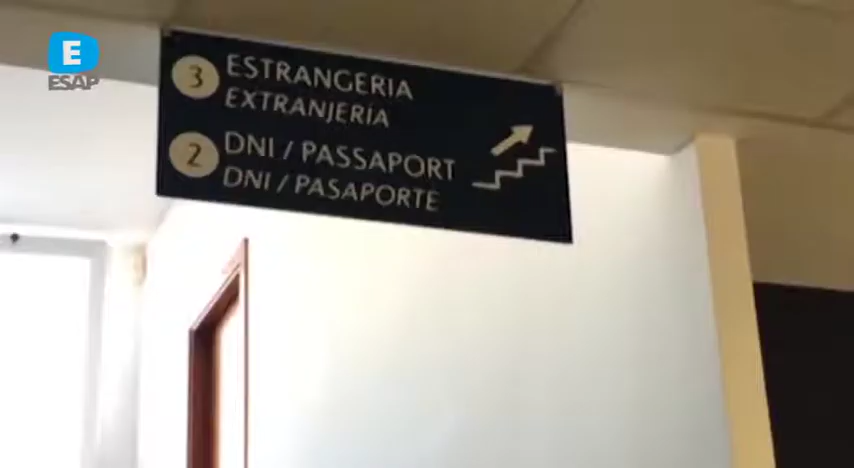 E
ESAP
3 ESTRANGERIA
EXTRANJERÍA
2 DNI / PASSAPORT
DNI / PASAPORTE